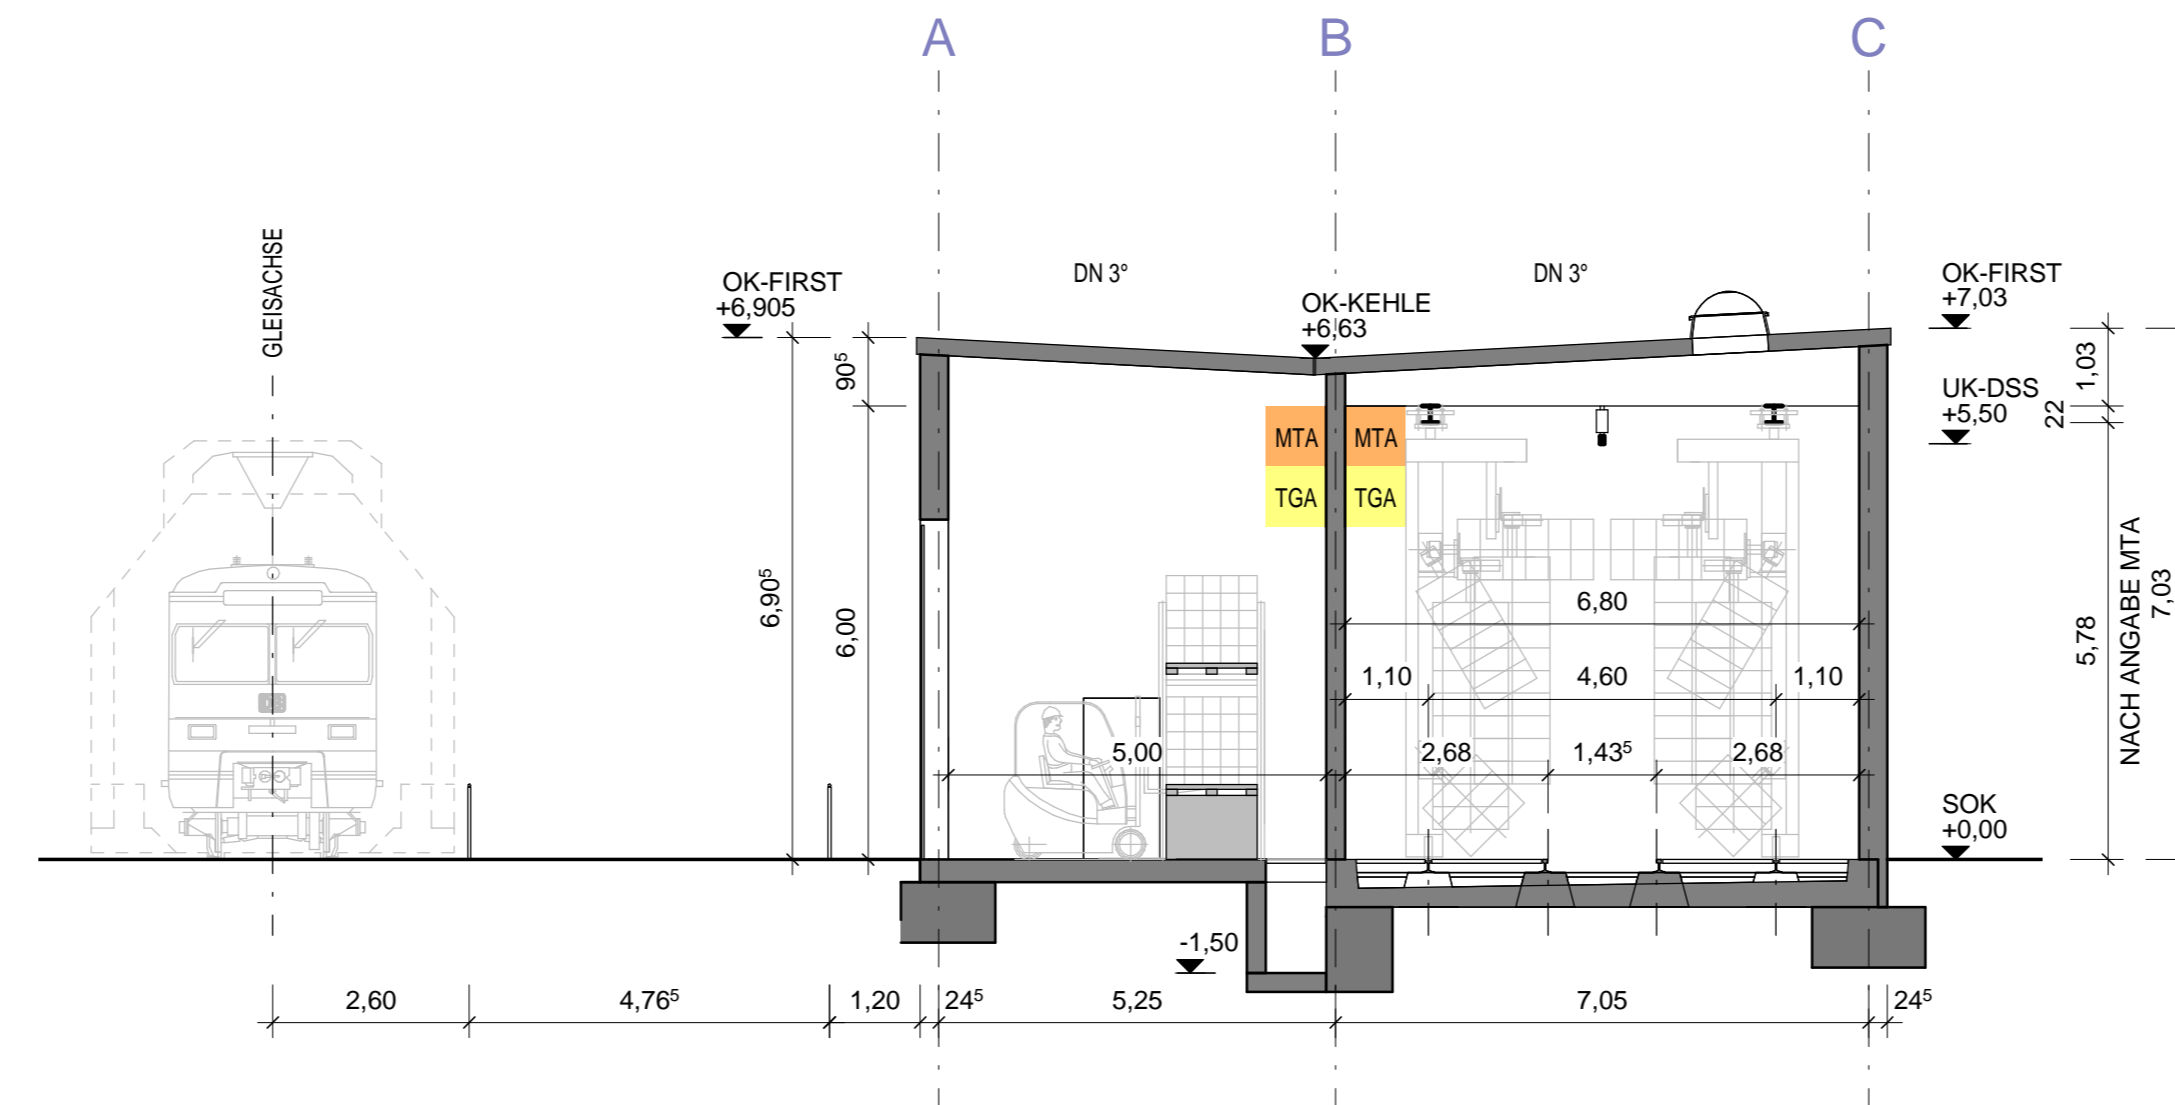 A
B
C
GLEISACHSE
OK-FIRST
+6,905
DN 3°
OK-KEHLE
+6,63
DN 3°
OK-FIRST
+7,03
UK-DSS
+5,50
SOK
+0,00
90⁵
6,90⁵
6,00
MTA
MTA
TGA
TGA
6,80
1,10
4,60
1,10
5,00
2,68
1,43⁵
2,68
1,03
22
5,78
NACH ANGABE MTA
7,03
-1,50
2,60
4,76⁵
1,20
24⁵
5,25
7,05
24⁵